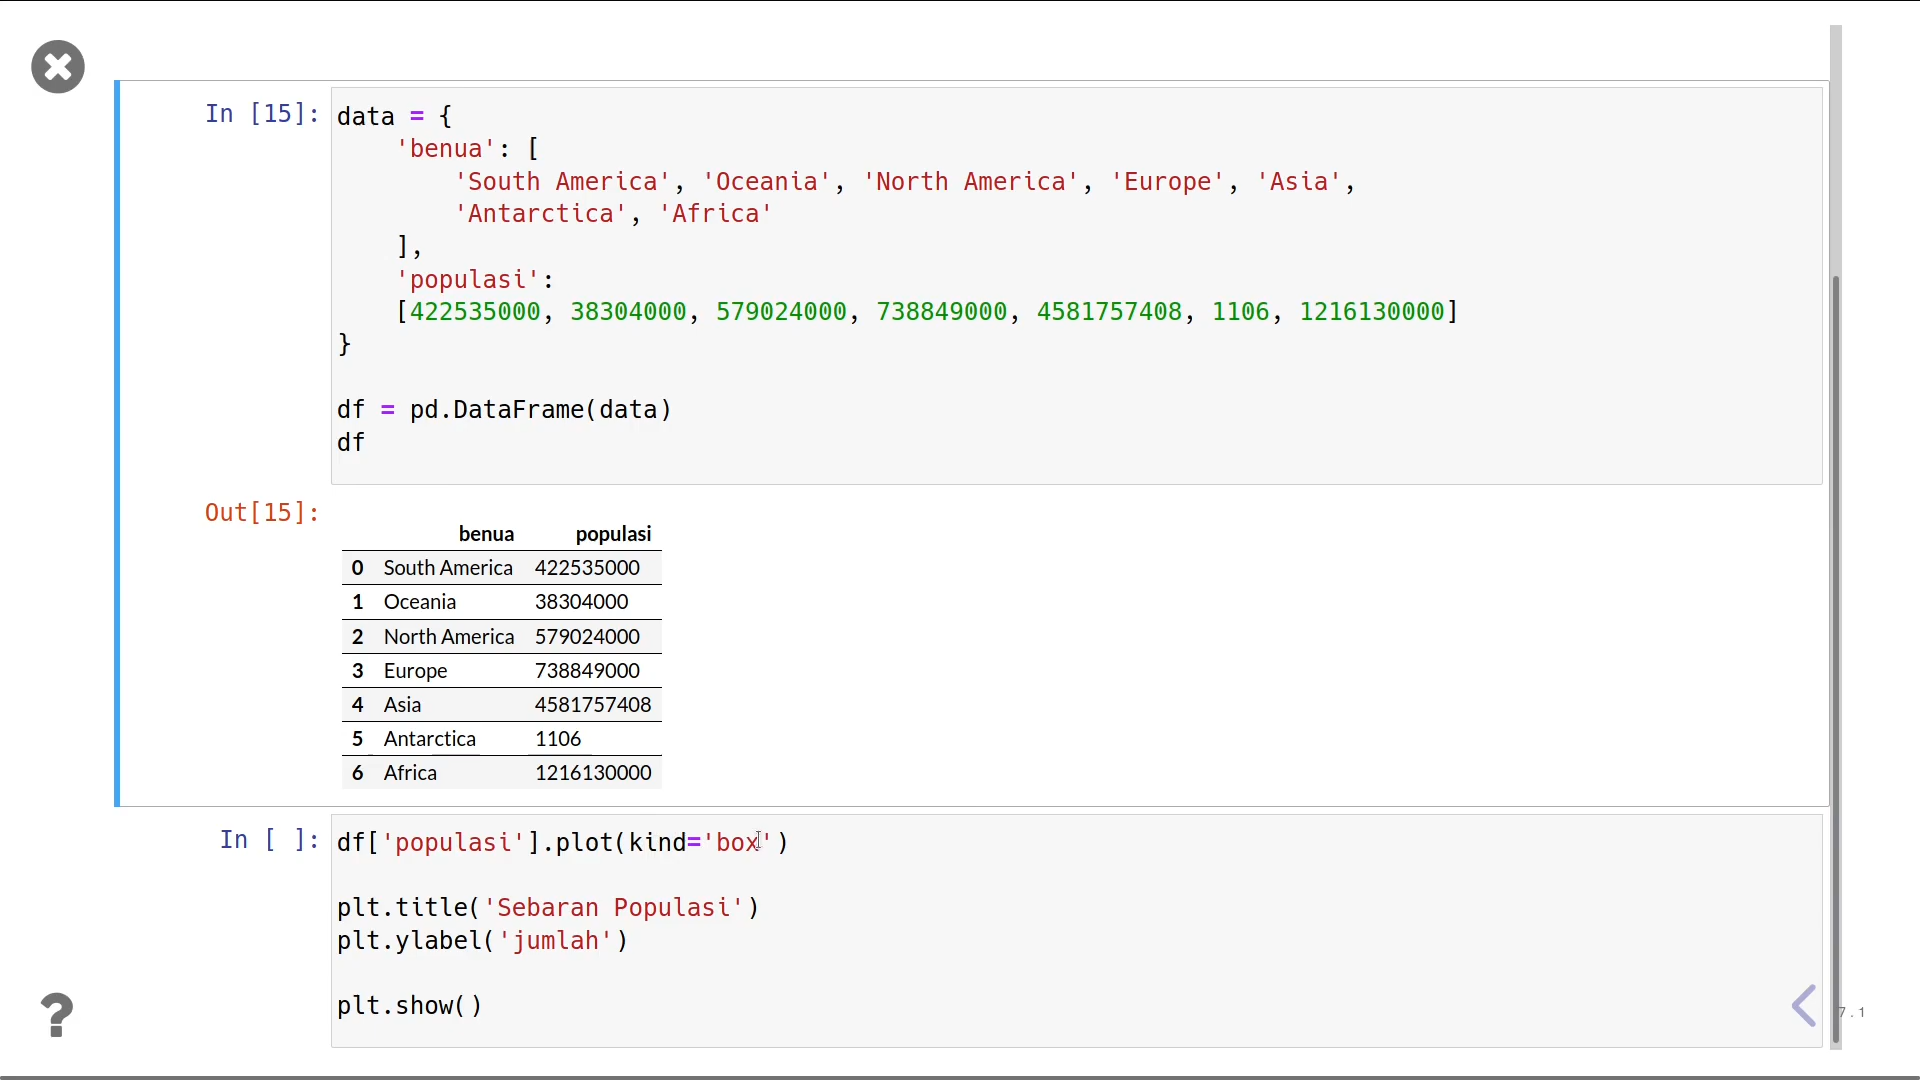 In [15]:
data = {
    'benua': [
        'South America', 'Oceania', 'North America', 'Europe', 'Asia',
        'Antarctica', 'Africa'
    ],
    'populasi':
    [422535000, 38304000, 579024000, 738849000, 4581757408, 1106, 1216130000]
}
df = pd.DataFrame(data)
df
Out[15]:
benua populasi
0 South America 422535000
1 Oceania 38304000
2 North America 579024000
3 Europe 738849000
4 Asia 4581757408
5 Antarctica 1106
6 Africa 1216130000
In [ ]:
df['populasi'].plot(kind='box')
plt.title('Sebaran Populasi')
plt.ylabel('jumlah')
plt.show()
?
7.1